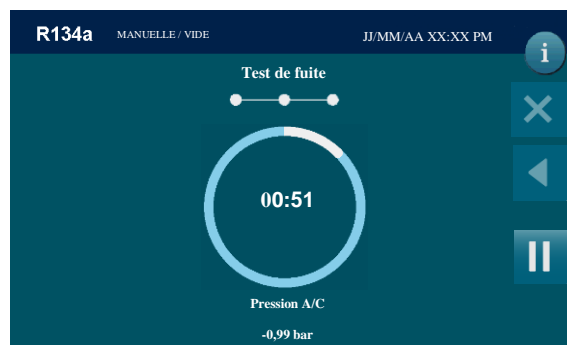 R134a MANUELLE / VIDE JJ/MM/AA XX:XX PM
i
Test de fuite
00:51
Pression A/C
-0,99 bar